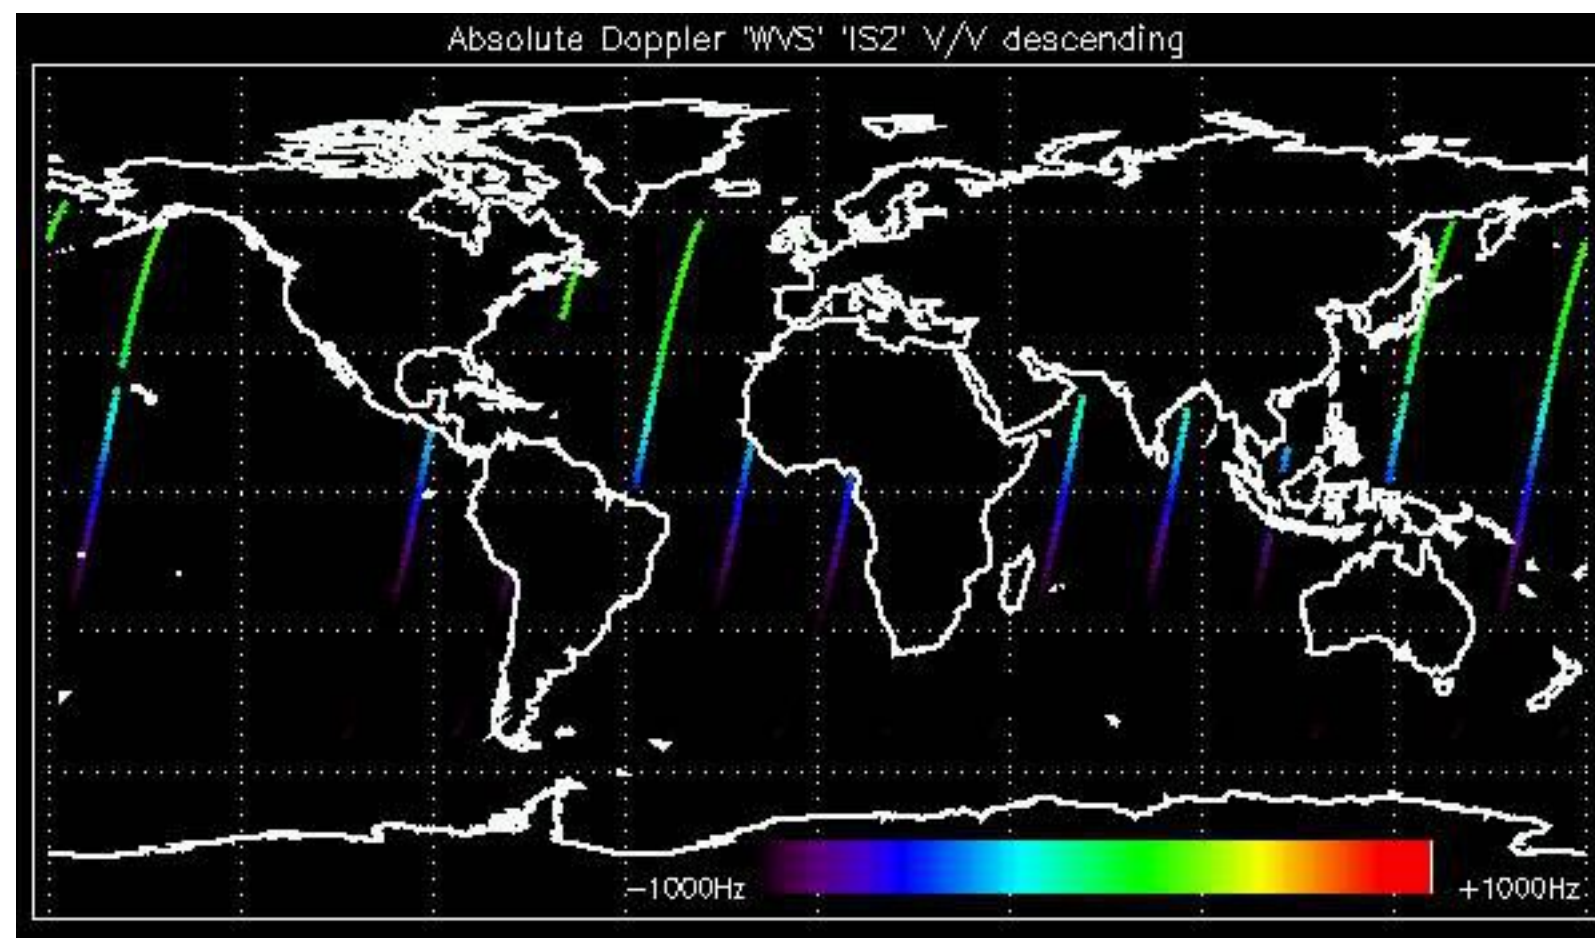 Absolute Doppler 'WVS' 'IS2' V/V descending
-1000Hz +1000Hz